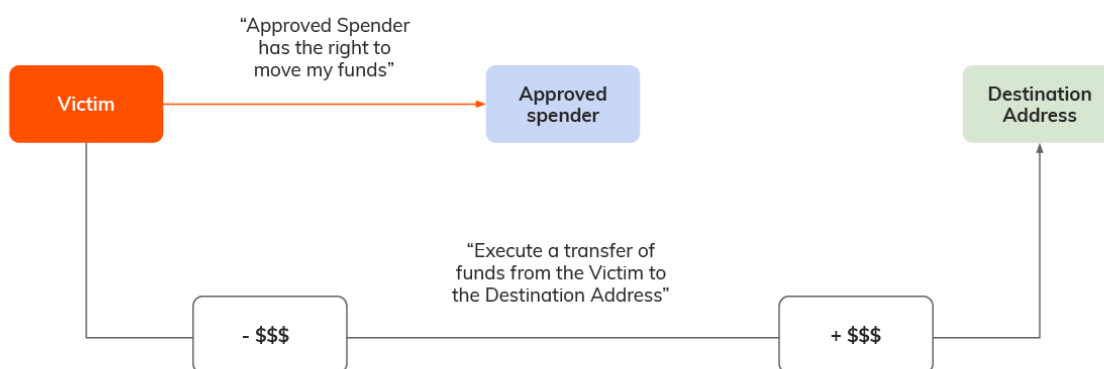 “Approved Spender
has the right to
move my funds”
Victim
Approved
spender
Destination
Address
“Execute a transfer of
funds from the Victim to
the Destination Address”
- $$$
+ $$$